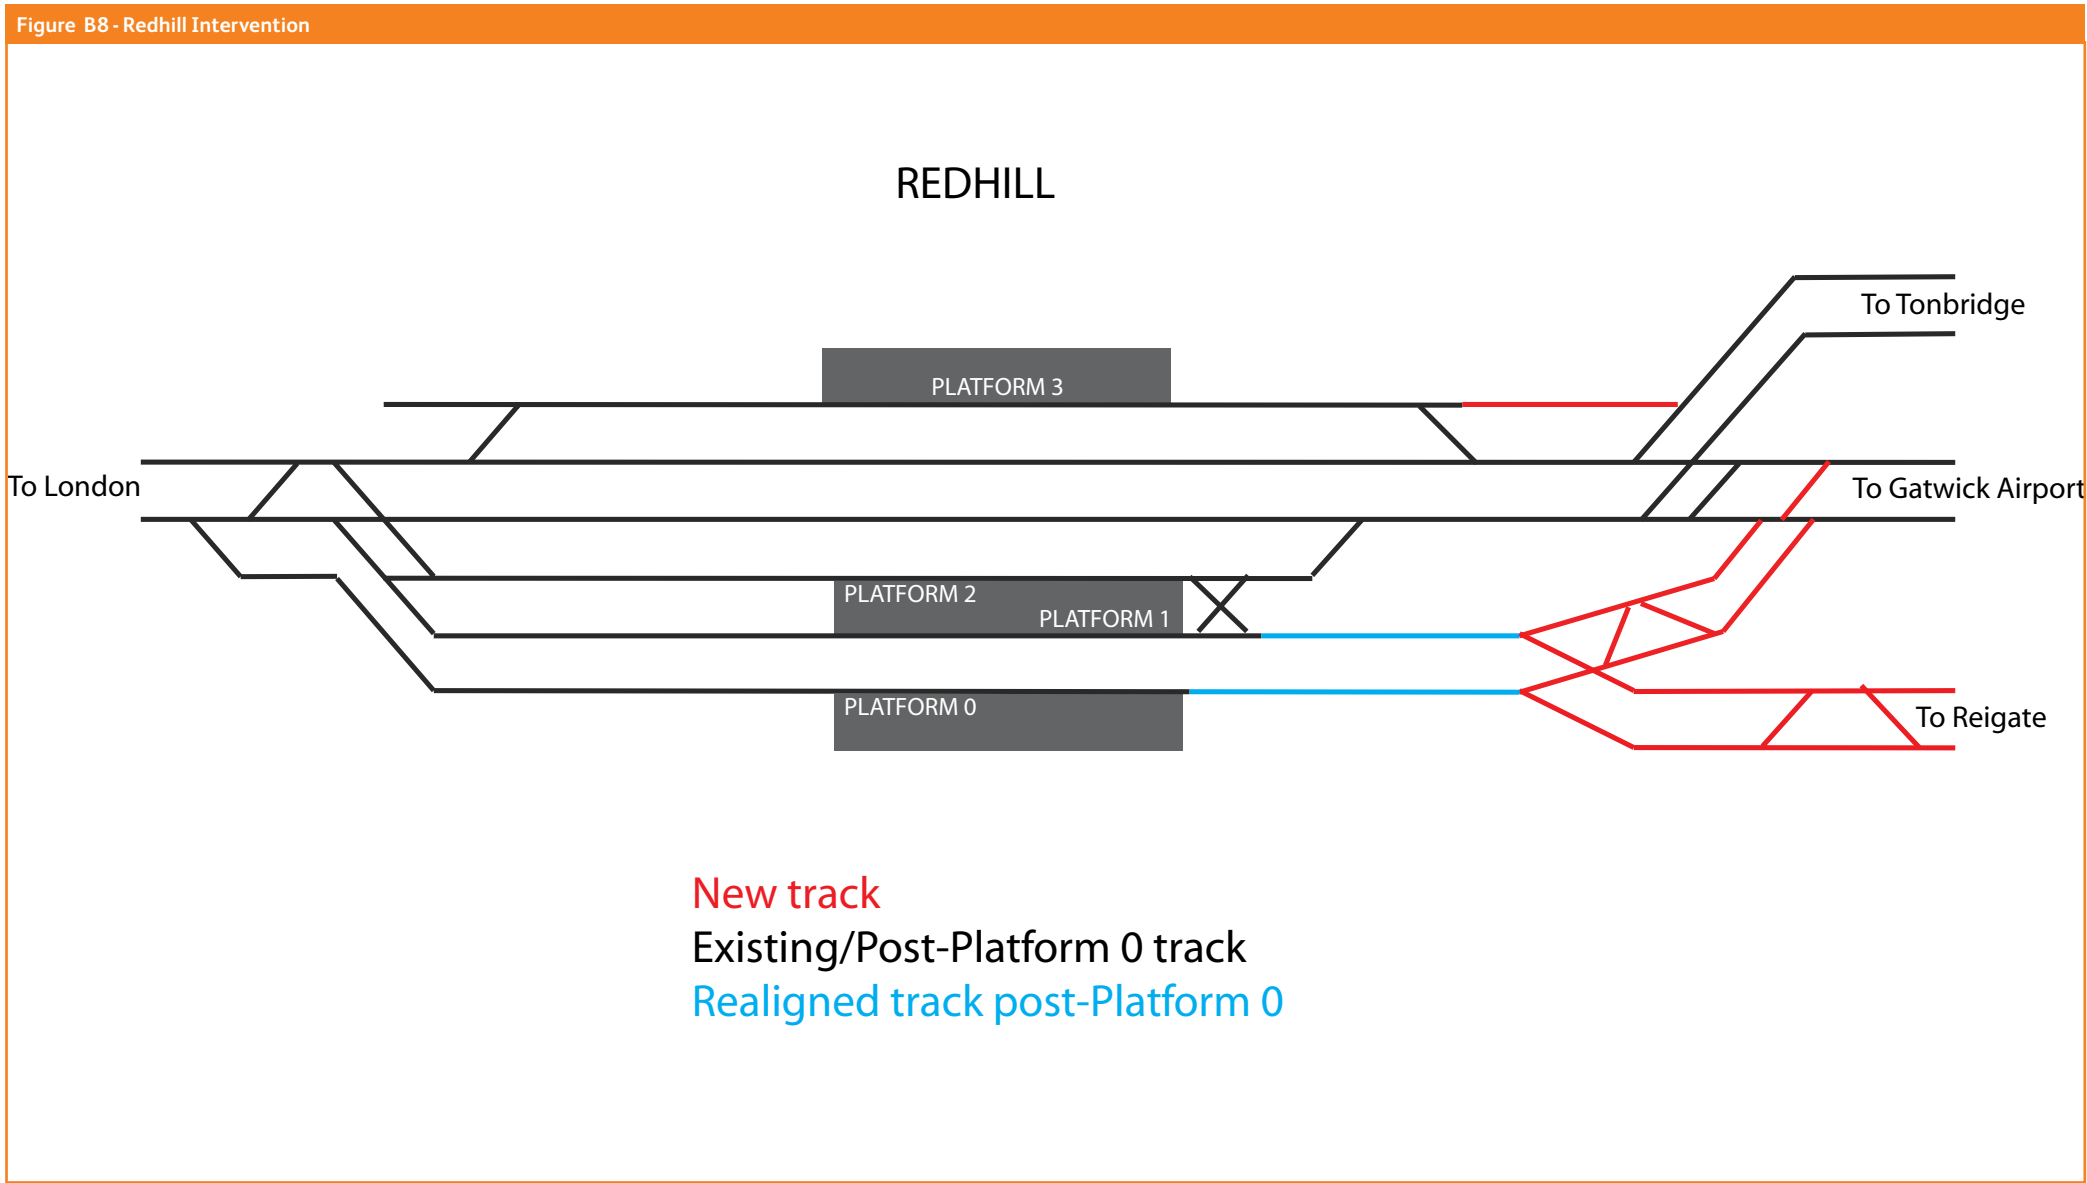 Figure B8 - Redhill Intervention
REDHILL
To Tonbridge
PLATFORM 3
To London
To Gatwick Airport
PLATFORM 2
PLATFORM 1
PLATFORM 0
To Reigate
New track
Existing/Post-Platform 0 track
Realigned track post-Platform 0